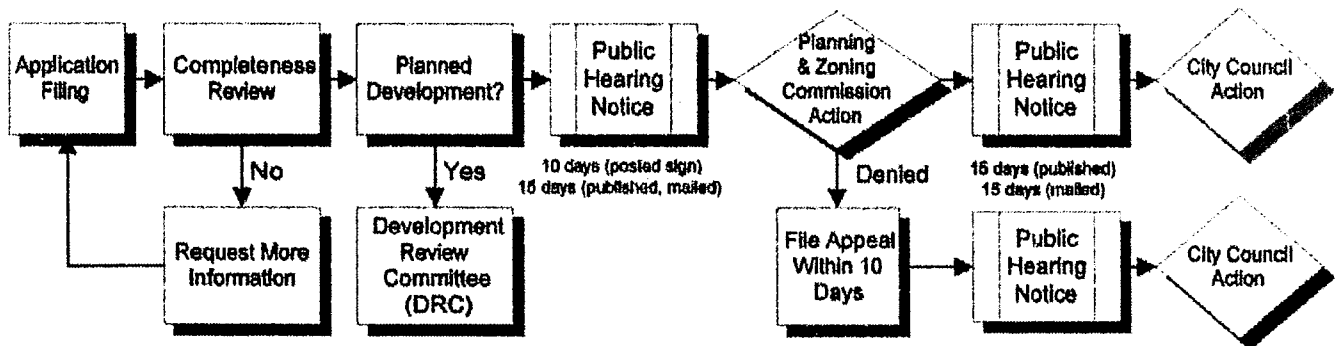 Application
Filing
Completeness
Review
Planned
Development?
Public
Hearing
Notice
Planning
& Zoning
Commission
Action
Public
Hearing
Notice
City Council
Action
10 days (posted sign)
15 days (published, mailed)
15 days (published)
15 days (mailed)
No
Yes
Denied
Request More
Information
Development
Review
Committee
(DRC)
File Appeal
Within 10
Days
Public
Hearing
Notice
City Council
Action